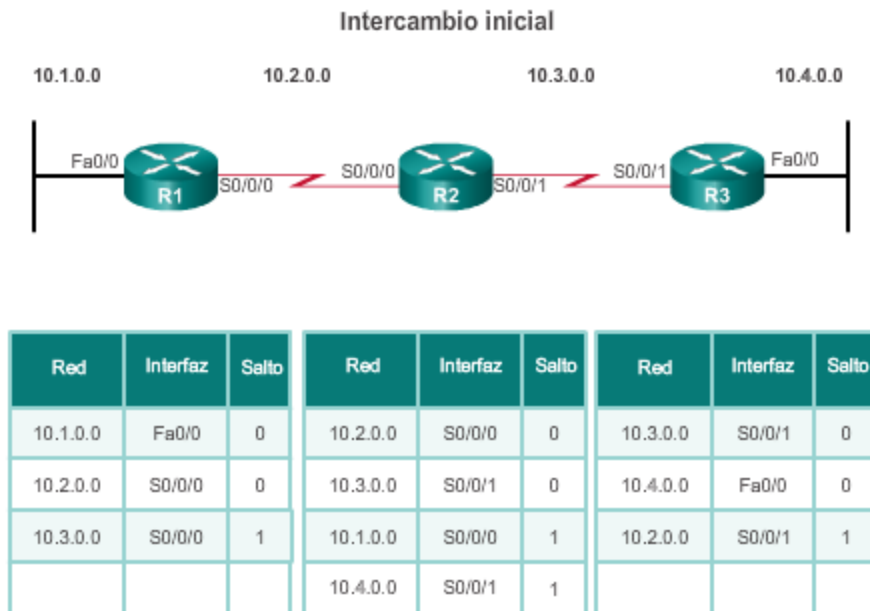 Intercambio inicial
10.1.0.0 10.2.0.0 10.3.0.0 10.4.0.0
Fa0/0 R1 S0/0/0 S0/0/0 R2 S0/0/1 S0/0/1 R3 Fa0/0
Red Interfaz Salto Red Interfaz Salto Red Interfaz Salto
10.1.0.0 Fa0/0 0 10.2.0.0 S0/0/0 0 10.3.0.0 S0/0/1 0
10.2.0.0 S0/0/0 0 10.3.0.0 S0/0/1 0 10.4.0.0 Fa0/0 0
10.3.0.0 S0/0/0 1 10.1.0.0 S0/0/0 1 10.2.0.0 S0/0/1 1
10.4.0.0 S0/0/1 1